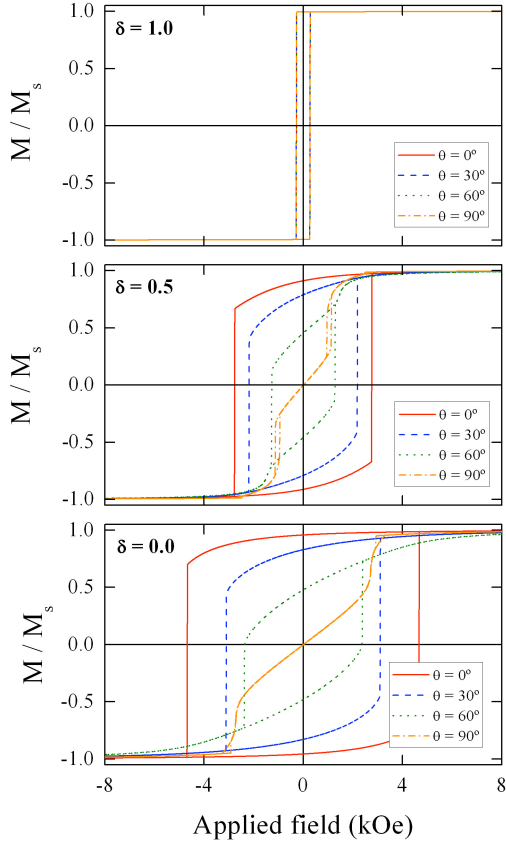 δ = 1.0
M / Ms
1.0
0.5
0.0
-0.5
-1.0
θ = 0º
θ = 30º
θ = 60º
θ = 90º
δ = 0.5
M / Ms
1.0
0.5
0.0
-0.5
-1.0
θ = 0º
θ = 30º
θ = 60º
θ = 90º
δ = 0.0
M / Ms
1.0
0.5
0.0
-0.5
-1.0
θ = 0º
θ = 30º
θ = 60º
θ = 90º
-8 -4 0 4 8
Applied field (kOe)